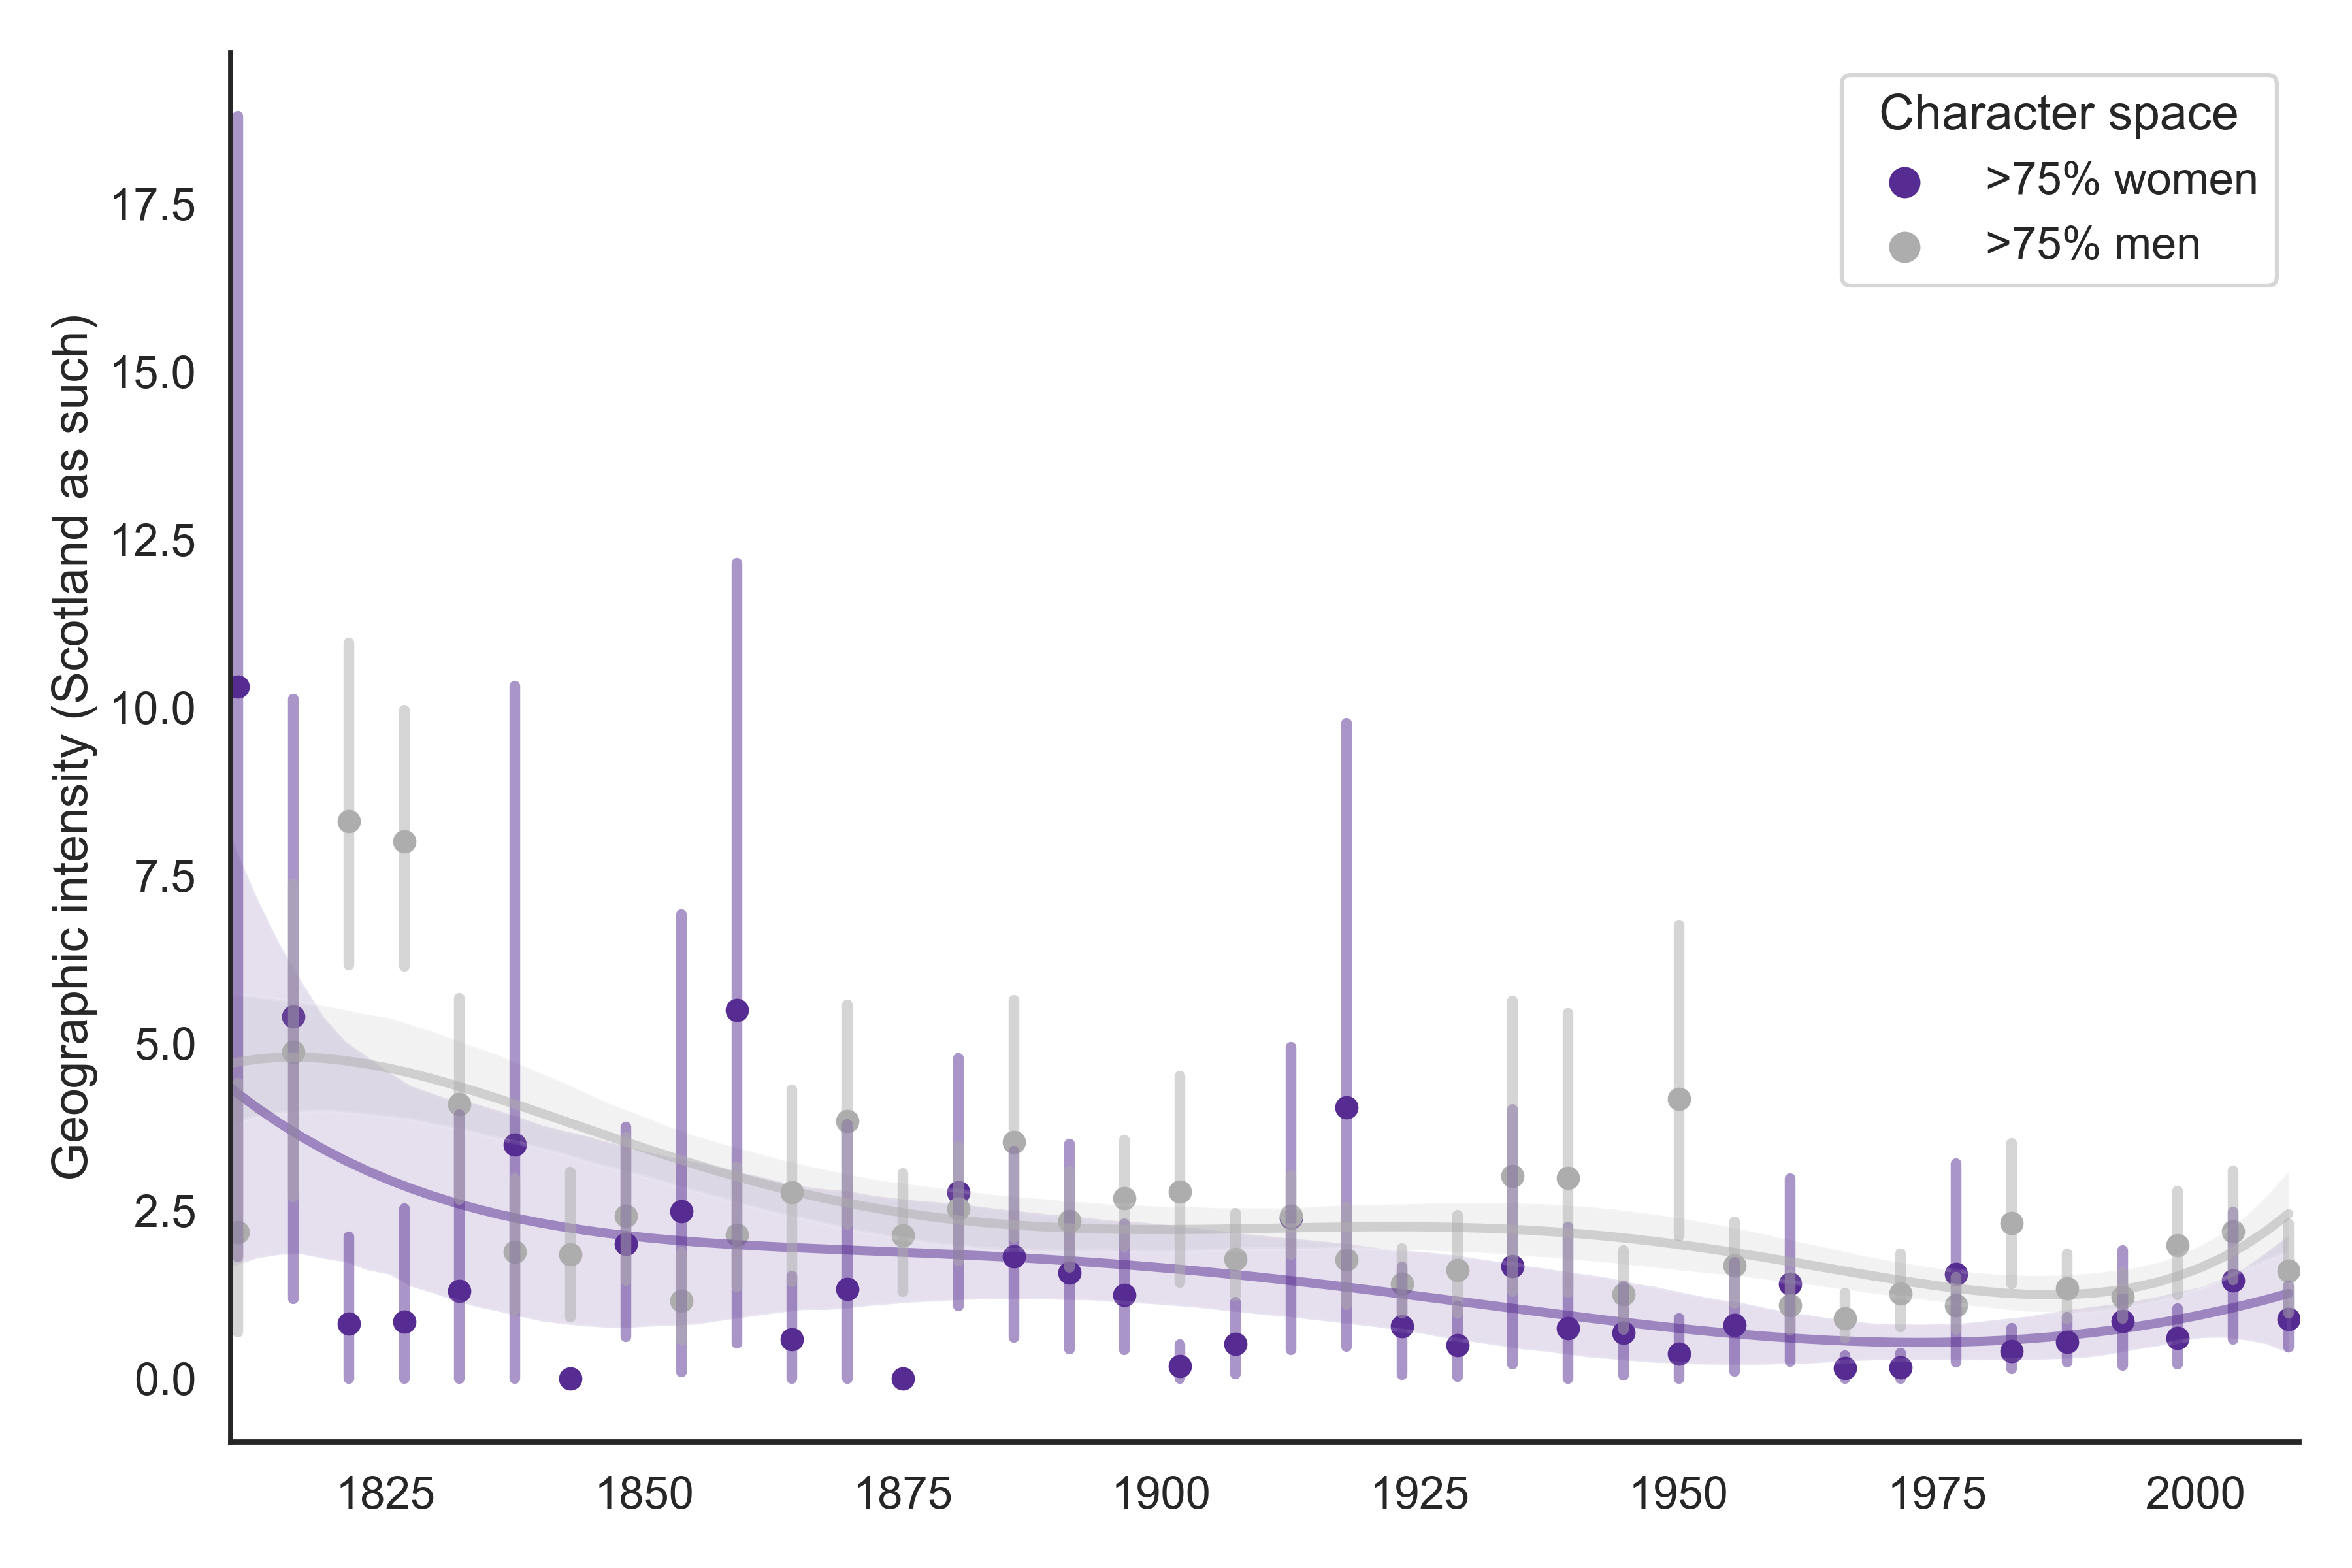 Geographic intensity (Scotland as such)
17.5
15.0
12.5
10.0
7.5
5.0
2.5
0.0
Character space
>75% women
>75% men
1825 1850 1875 1900 1925 1950 1975 2000